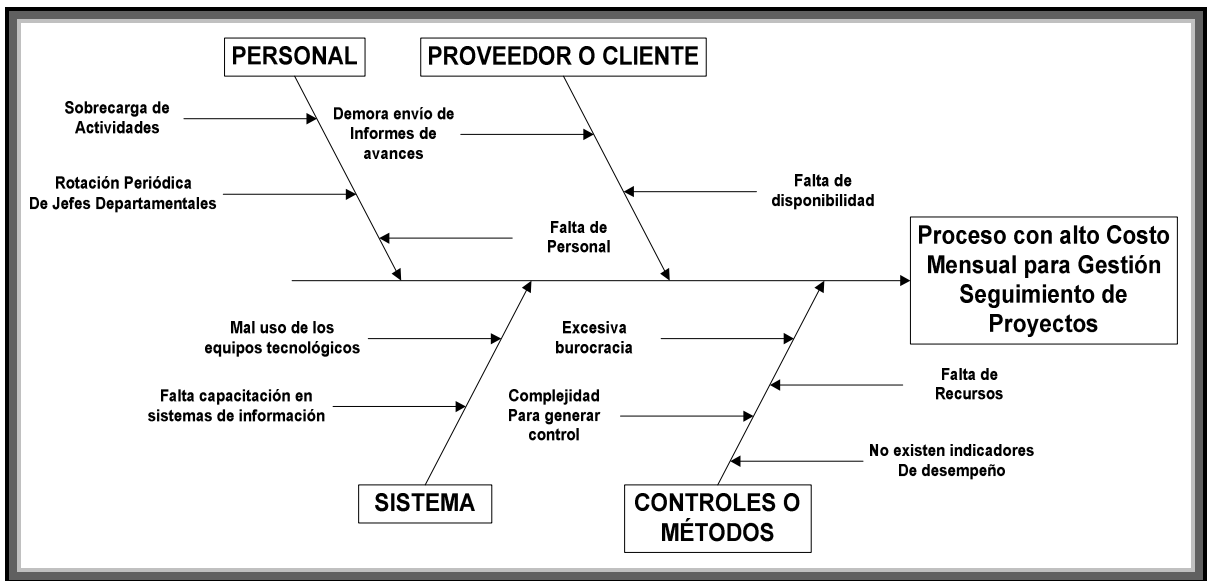 PERSONAL
PROVEEDOR O CLIENTE
Sobrecarga de
Actividades
Demora envío de
Informes de
avances
Rotación Periódica
De Jefes Departamentales
Falta de
disponibilidad
Falta de
Personal
Proceso con alto Costo
Mensual para Gestión
Seguimiento de
Proyectos
Mal uso de los
equipos tecnológicos
Excesiva
burocracia
Falta capacitación en
sistemas de información
Complejidad
Para generar
control
Falta de
Recursos
No existen indicadores
De desempeño
SISTEMA
CONTROLES O
MÉTODOS